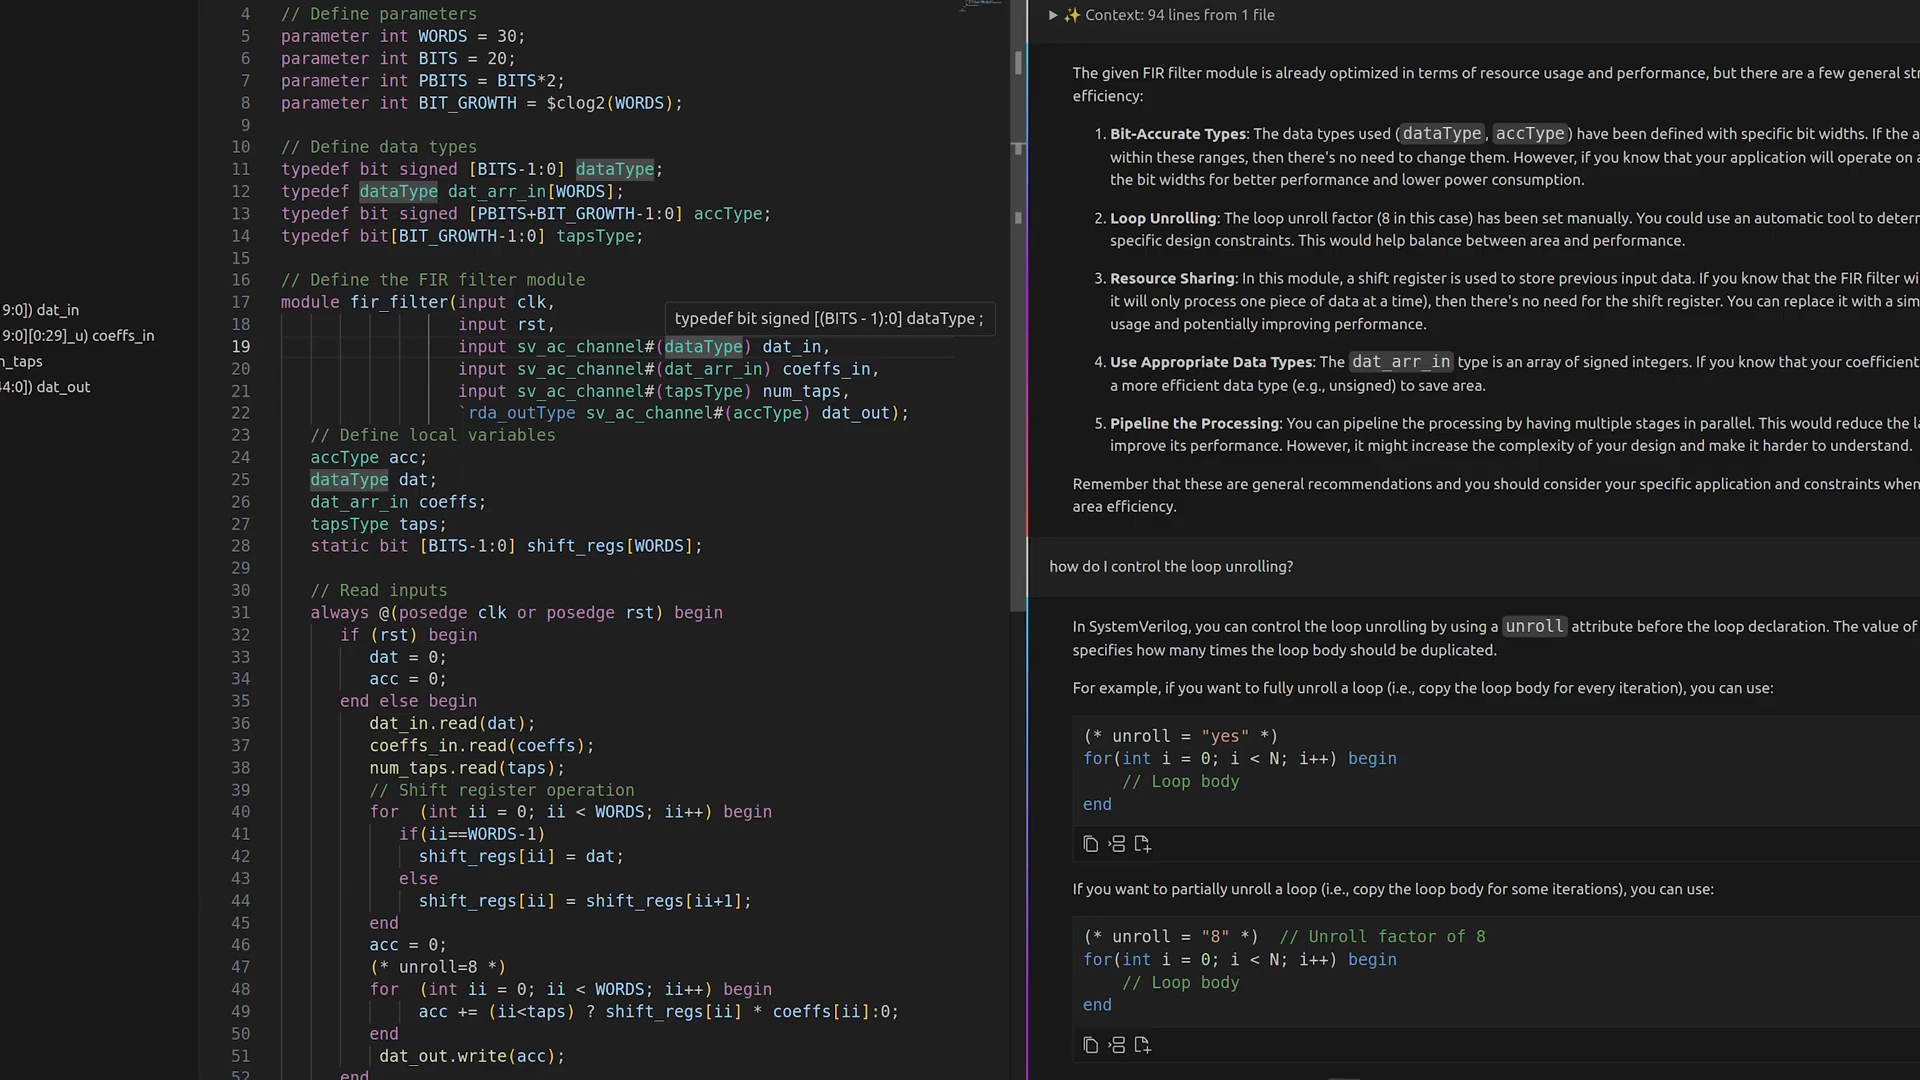 9:0]) dat_in
9:0][0:29]_u) coeffs_in
_taps
44:0]) dat_out
4 // Define parameters
5 parameter int WORDS = 30;
6 parameter int BITS = 20;
7 parameter int PBITS = BITS*2;
8 parameter int BIT_GROWTH = $clog2(WORDS);
9
10 // Define data types
11 typedef bit signed [BITS-1:0] dataType;
12 typedef dataType dat_arr_in[WORDS];
13 typedef bit signed [PBITS+BIT_GROWTH-1:0] accType;
14 typedef bit[BIT_GROWTH-1:0] tapsType;
15
16 // Define the FIR filter module
17 module fir_filter(input clk,
18 input rst,
typedef bit signed [(BITS - 1):0] dataType ;
19 input sv_ac_channel#(dataType) dat_in,
20 input sv_ac_channel#(dat_arr_in) coeffs_in,
21 input sv_ac_channel#(tapsType) num_taps,
22 `rda_outType sv_ac_channel#(accType) dat_out);
23 // Define local variables
24 accType acc;
25 dataType dat;
26 dat_arr_in coeffs;
27 tapsType taps;
28 static bit [BITS-1:0] shift_regs[WORDS];
29
30 // Read inputs
31 always @(posedge clk or posedge rst) begin
32 if (rst) begin
33 dat = 0;
34 acc = 0;
35 end else begin
36 dat_in.read(dat);
37 coeffs_in.read(coeffs);
38 num_taps.read(taps);
39 // Shift register operation
40 for (int ii = 0; ii < WORDS; ii++) begin
41 if(ii==WORDS-1)
42 shift_regs[ii] = dat;
43 else
44 shift_regs[ii] = shift_regs[ii+1];
45 end
46 acc = 0;
47 (* unroll=8 *)
48 for (int ii = 0; ii < WORDS; ii++) begin
49 acc += (ii<taps) ? shift_regs[ii] * coeffs[ii]:0;
50 end
51 dat_out.write(acc);
52 end
Context: 94 lines from 1 file
The given FIR filter module is already optimized in terms of resource usage and performance, but there are a few general
efficiency:
1. Bit-Accurate Types: The data types used (dataType, accType) have been defined with specific bit widths. If the
within these ranges, then there's no need to change them. However, if you know that your application will operate on
the bit widths for better performance and lower power consumption.
2. Loop Unrolling: The loop unroll factor (8 in this case) has been set manually. You could use an automatic tool to
specific design constraints. This would help balance between area and performance.
3. Resource Sharing: In this module, a shift register is used to store previous input data. If you know that the FIR filter
it will only process one piece of data at a time), then there's no need for the shift register. You can replace it with a
usage and potentially improving performance.
4. Use Appropriate Data Types: The dat_arr_in type is an array of signed integers. If you know that your coefficient
a more efficient data type (e.g., unsigned) to save area.
5. Pipeline the Processing: You can pipeline the processing by having multiple stages in parallel. This would reduce the
improve its performance. However, it might increase the complexity of your design and make it harder to understand.
Remember that these are general recommendations and you should consider your specific application and constraints when
area efficiency.
how do I control the loop unrolling?
In SystemVerilog, you can control the loop unrolling by using a unroll attribute before the loop declaration. The value of
specifies how many times the loop body should be duplicated.
For example, if you want to fully unroll a loop (i.e., copy the loop body for every iteration), you can use:
(* unroll = "yes" *)
for(int i = 0; i < N; i++) begin
// Loop body
end
If you want to partially unroll a loop (i.e., copy the loop body for some iterations), you can use:
(* unroll = "8" *) // Unroll factor of 8
for(int i = 0; i < N; i++) begin
// Loop body
end